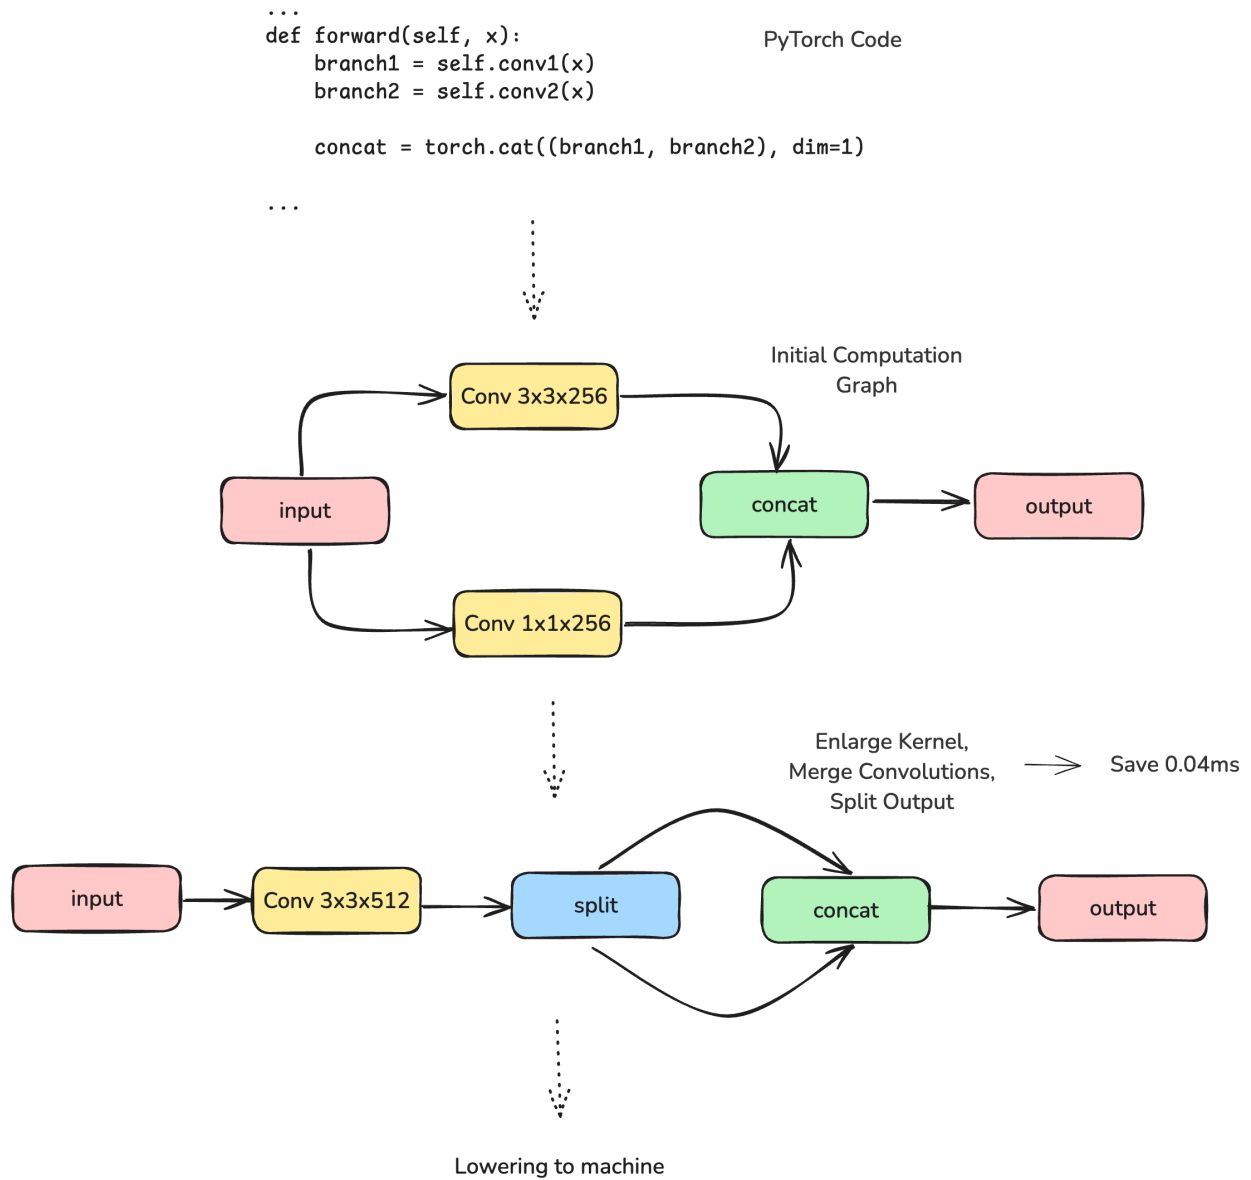 ...
def forward(self, x):
    branch1 = self.conv1(x)
    branch2 = self.conv2(x)
    concat = torch.cat((branch1, branch2), dim=1)
...
PyTorch Code
Initial Computation
Graph
Conv 3x3x256
input
concat
output
Conv 1x1x256
Enlarge Kernel,
Merge Convolutions,
Split Output
Save 0.04ms
input
Conv 3x3x512
split
concat
output
Lowering to machine